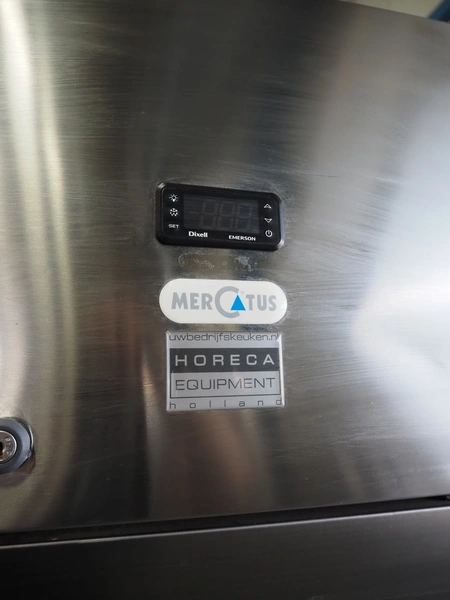 SET
Dixell EMERSON
MERCATUS
uwbedrijfskeuken.nl
HORECA
EQUIPMENT
holland